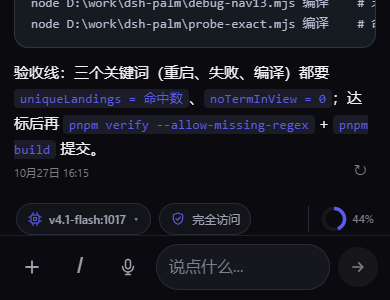 node D:\work\dsh-palm\debug-nav13.mjs 编译
node D:\work\dsh-palm\probe-exact.mjs 编译 #
验收线：三个关键词（重启、失败、编译）都要
uniqueLandings = 命中数、noTermInView = 0；达
标后再 pnpm verify --allow-missing-regex + pnpm
build 提交。
10月27日 16:15
v4.1-flash:1017
完全访问
44%
+ / 说点什么...